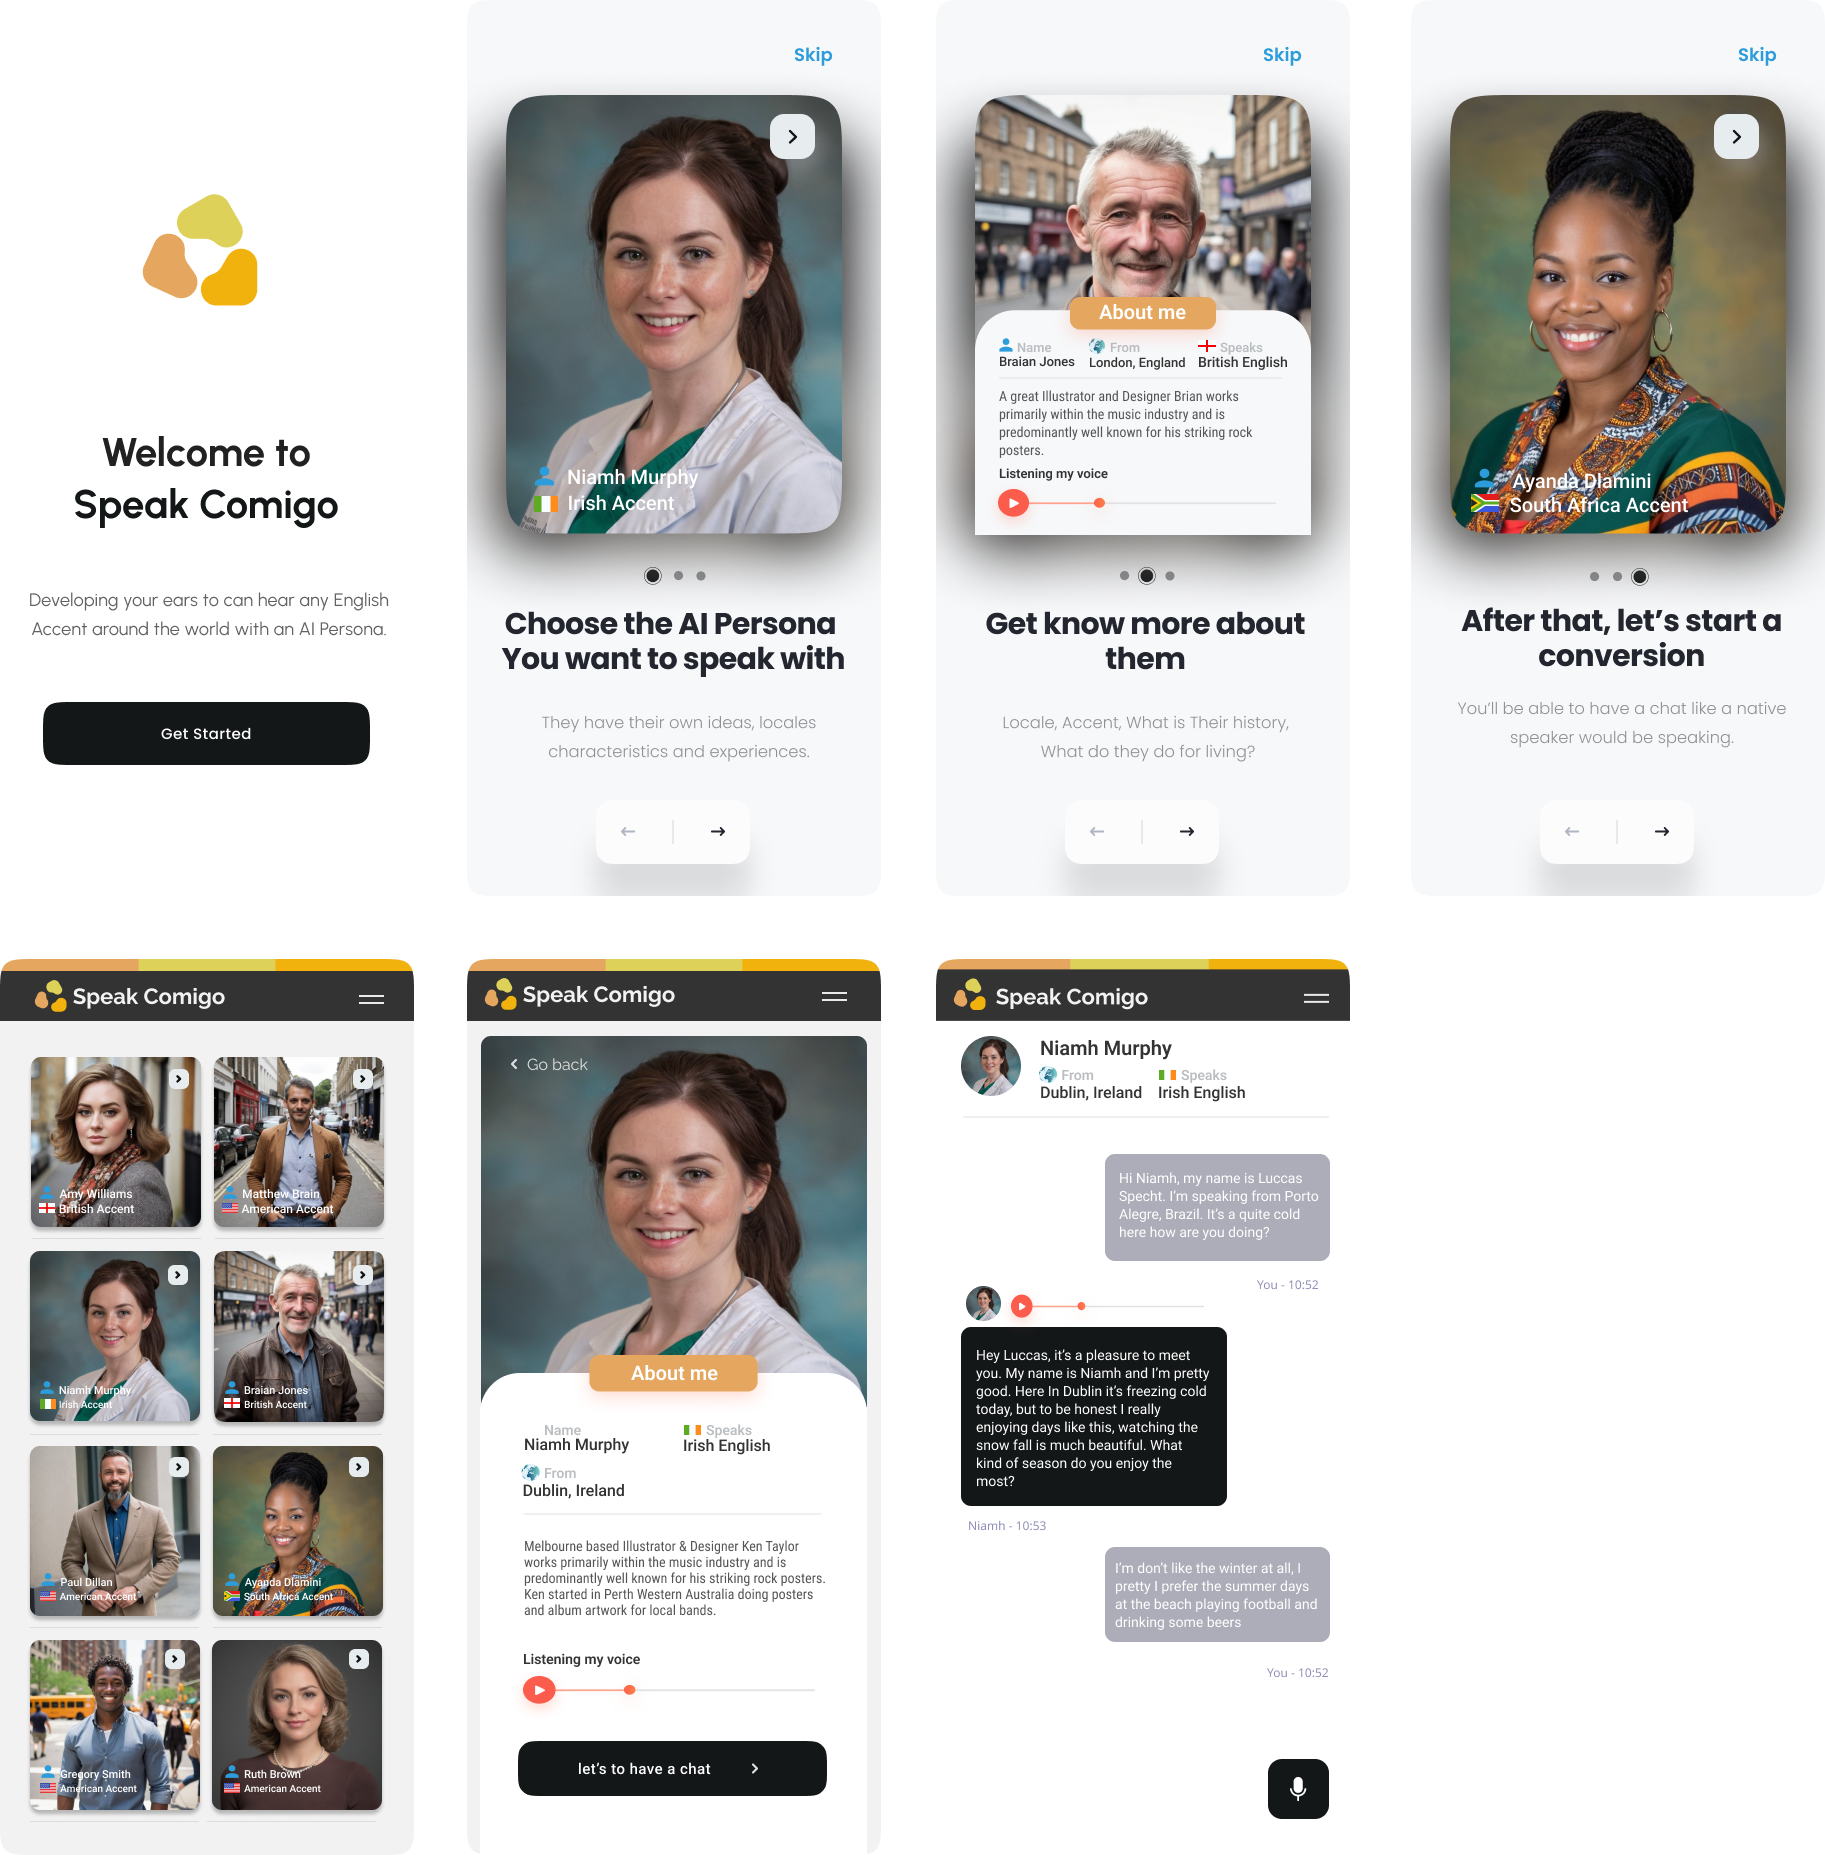 Welcome to
Speak Comigo
Developing your ears to can hear any English
Accent around the world with an AI Persona.
Get Started
Skip
Niamh Murphy
Irish Accent
Choose the AI Persona
You want to speak with
They have their own ideas, locales
characteristics and experiences.
Skip
About me
Name
Braian Jones
From
London, England
Speaks
British English
A great Illustrator and Designer Brian works
primarily within the music industry and is
predominantly well known for his striking rock
posters.
Listening my voice
Get know more about
them
Locale, Accent, What is Their history,
What do they do for living?
Skip
Ayanda Dlamini
South Africa Accent
After that, let's start a
conversion
You'll be able to have a chat like a native
speaker would be speaking.
Speak Comigo
Amy Williams
British Accent
Matthew Brain
American Accent
Niamh Murphy
Irish Accent
Braian Jones
British Accent
Paul Dillan
American Accent
Ayanda Dlamini
South Africa Accent
Gregory Smith
American Accent
Ruth Brown
American Accent
Speak Comigo
Go back
About me
Name
Niamh Murphy
Speaks
Irish English
From
Dublin, Ireland
Melbourne based Illustrator & Designer Ken Taylor
works primarily within the music industry and is
predominantly well known for his striking rock posters.
Ken started in Perth Western Australia doing posters
and album artwork for local bands.
Listening my voice
let's to have a chat
Speak Comigo
Niamh Murphy
From
Dublin, Ireland
Speaks
Irish English
Hi Niamh, my name is Luccas
Specht. I'm speaking from Porto
Alegre, Brazil. It's a quite cold
here how are you doing?
You - 10:52
Hey Luccas, it's a pleasure to meet
you. My name is Niamh and I'm pretty
good. Here In Dublin it's freezing cold
today, but to be honest I really
enjoying days like this, watching the
snow fall is much beautiful. What
kind of season do you enjoy the
most?
Niamh - 10:53
I'm don't like the winter at all, I
pretty I prefer the summer days
at the beach playing football and
drinking some beers
You - 10:52